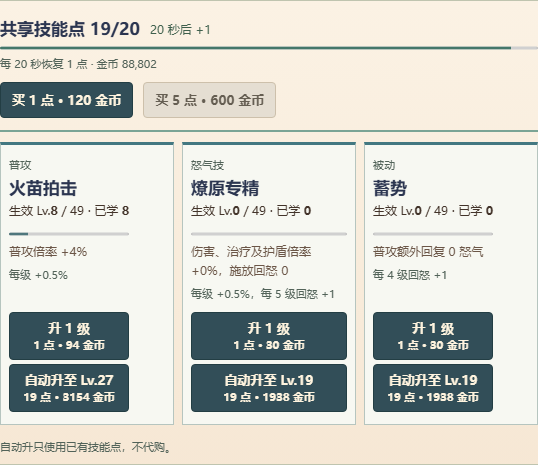 共享技能点 19/20 20 秒后 +1
每 20 秒恢复 1 点 · 金币 88,802
买 1 点 • 120 金币
买 5 点 • 600 金币
普攻
火苗拍击
生效 Lv.8 / 49 · 已学 8
普攻倍率 +4%
每级 +0.5%
升 1 级
1 点 • 94 金币
自动升至 Lv.27
19 点 • 3154 金币
怒气技
燎原专精
生效 Lv.0 / 49 · 已学 0
伤害、治疗及护盾倍率
+0%，施放回怒 0
每级 +0.5%，每 5 级回怒 +1
升 1 级
1 点 • 30 金币
自动升至 Lv.19
19 点 • 1938 金币
被动
蓄势
生效 Lv.0 / 49 · 已学 0
普攻额外回复 0 怒气
每 4 级回怒 +1
升 1 级
1 点 • 30 金币
自动升至 Lv.19
19 点 • 1938 金币
自动升只使用已有技能点，不代购。